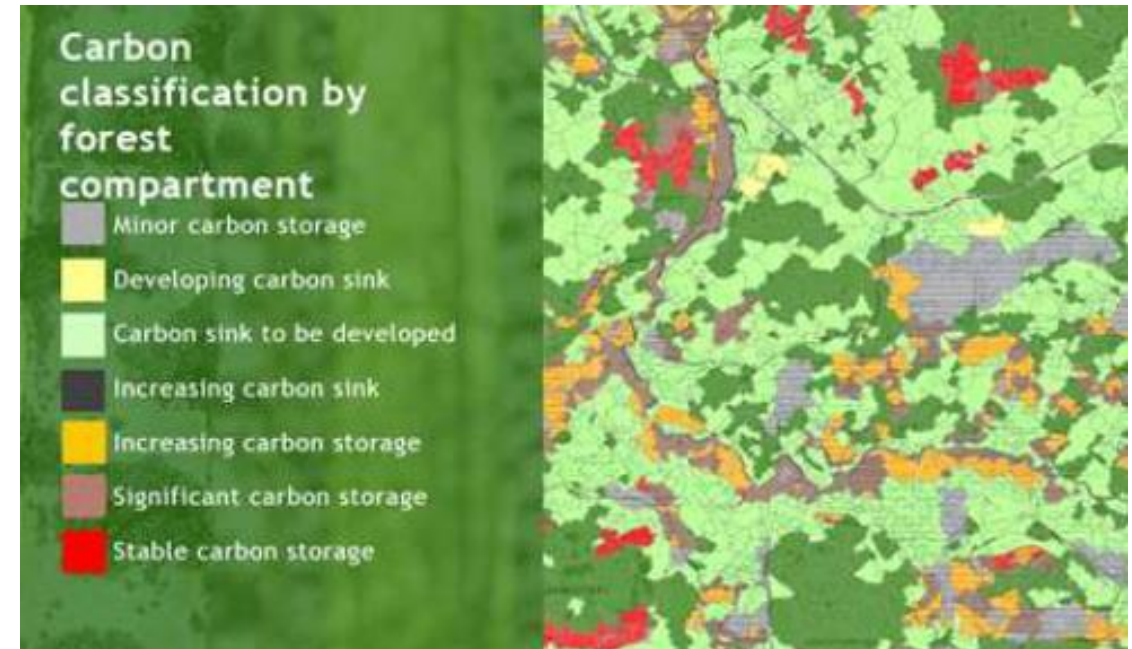 Carbon
classification by
forest
compartment
Minor carbon storage
Developing carbon sink
Carbon sink to be developed
Increasing carbon sink
Increasing carbon storage
Significant carbon storage
Stable carbon storage